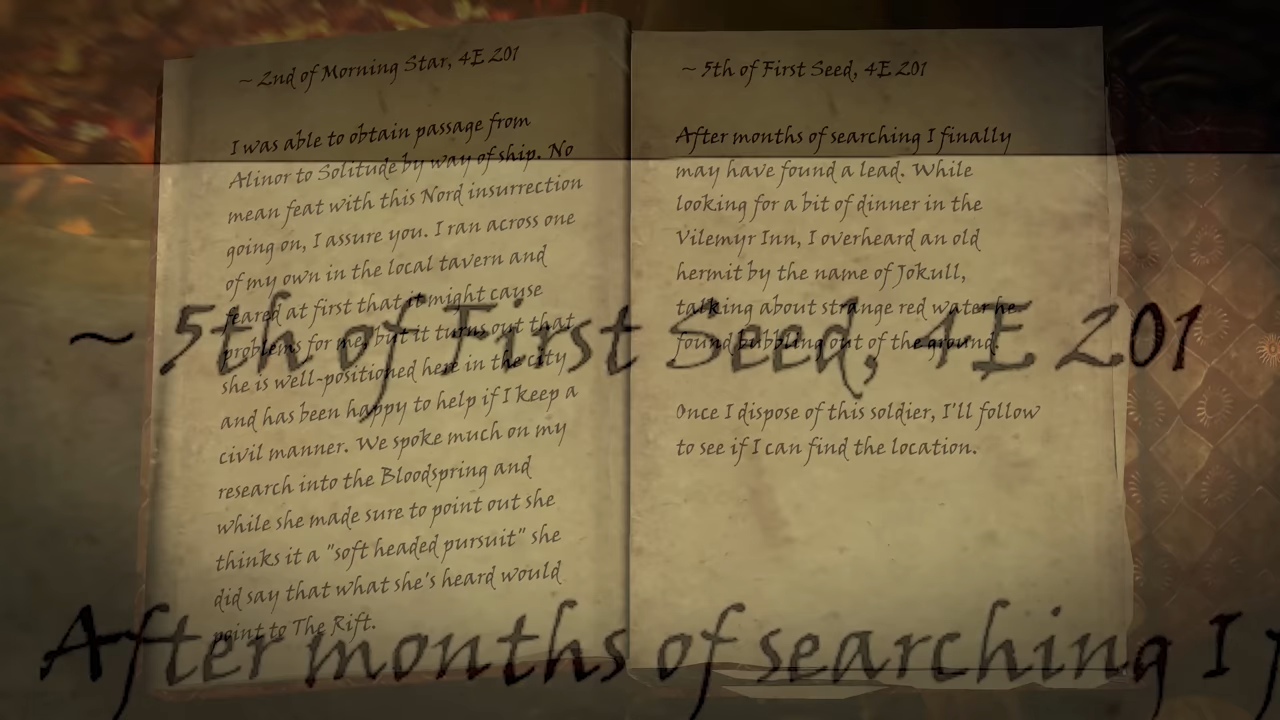 ~ 2nd of Morning Star, 4E 201
I was able to obtain passage from
Alinor to Solitude by way of ship. No
mean feat with this Nord insurrection
going on, I assure you. I ran across one
of my own in the local tavern and
feared at first that it might cause
problems for me, but it turns out that
she is well-positioned here in the city
and has been happy to help if I keep a
civil manner. We spoke much on my
research into the Bloodspring and
while she made sure to point out she
thinks it a "soft headed pursuit" she
did say that what she's heard would
point to The Rift.
~ 5th of First Seed, 4E 201
After months of searching I finally
may have found a lead. While
looking for a bit of dinner in the
Vilemyr Inn, I overheard an old
hermit by the name of Jokull,
talking about strange red water he
found bubbling out of the ground.
Once I dispose of this soldier, I'll follow
to see if I can find the location.
~ 5th of First Seed, 4E 201
After months of searching I